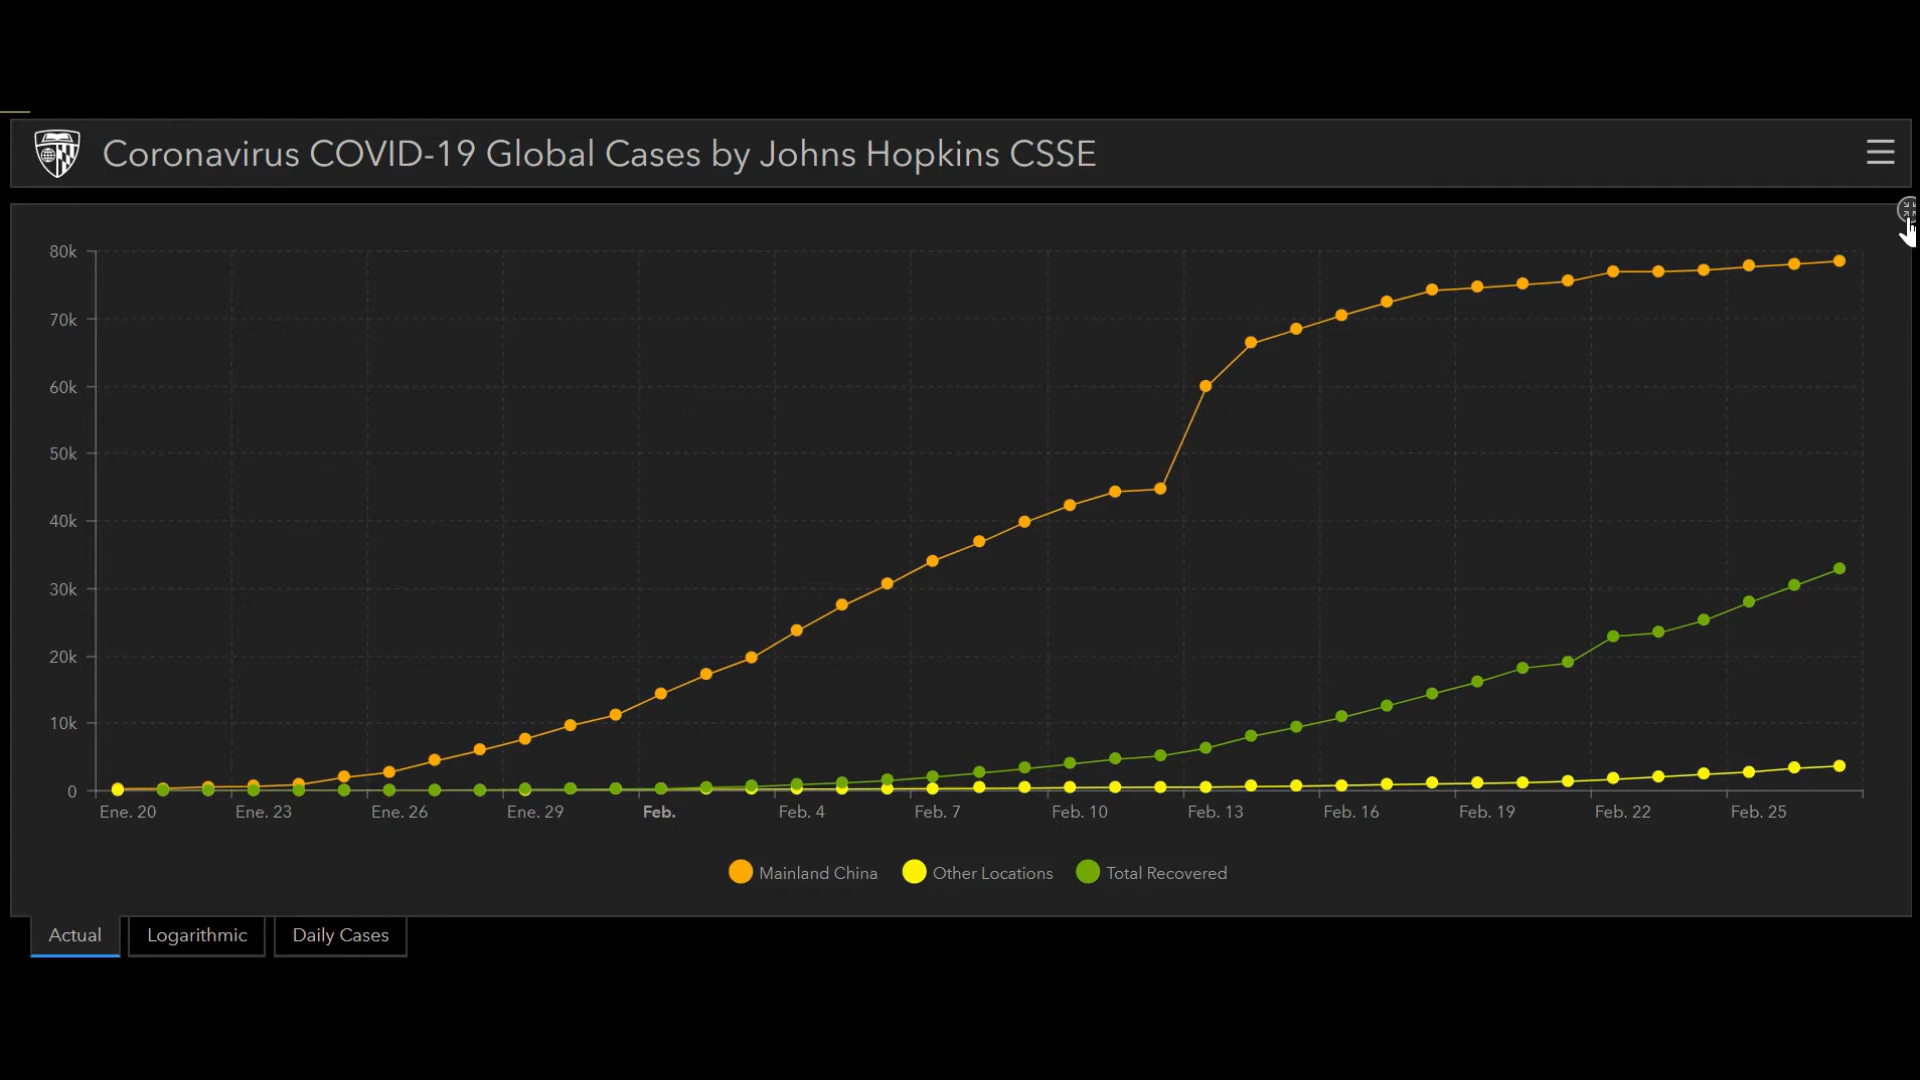 Coronavirus COVID-19 Global Cases by Johns Hopkins CSSE
80k
70k
60k
50k
40k
30k
20k
10k
0
Ene. 20 Ene. 23 Ene. 26 Ene. 29 Feb. Feb. 4 Feb. 7 Feb. 10 Feb. 13 Feb. 16 Feb. 19 Feb. 22 Feb. 25
Mainland China Other Locations Total Recovered
Actual Logarithmic Daily Cases